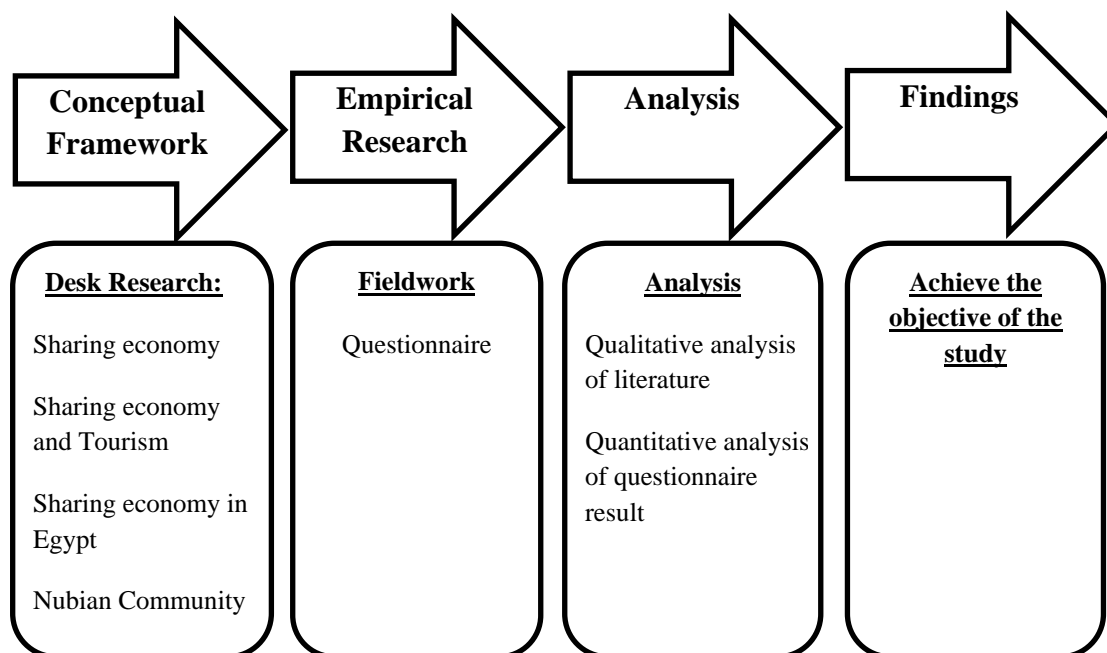 Conceptual
Framework
Empirical
Research
Analysis
Findings
Desk Research:
Sharing economy
Sharing economy
and Tourism
Sharing economy in
Egypt
Nubian Community
Fieldwork
Questionnaire
Analysis
Qualitative analysis
of literature
Quantitative analysis
of questionnaire
result
Achieve the
objective of the
study